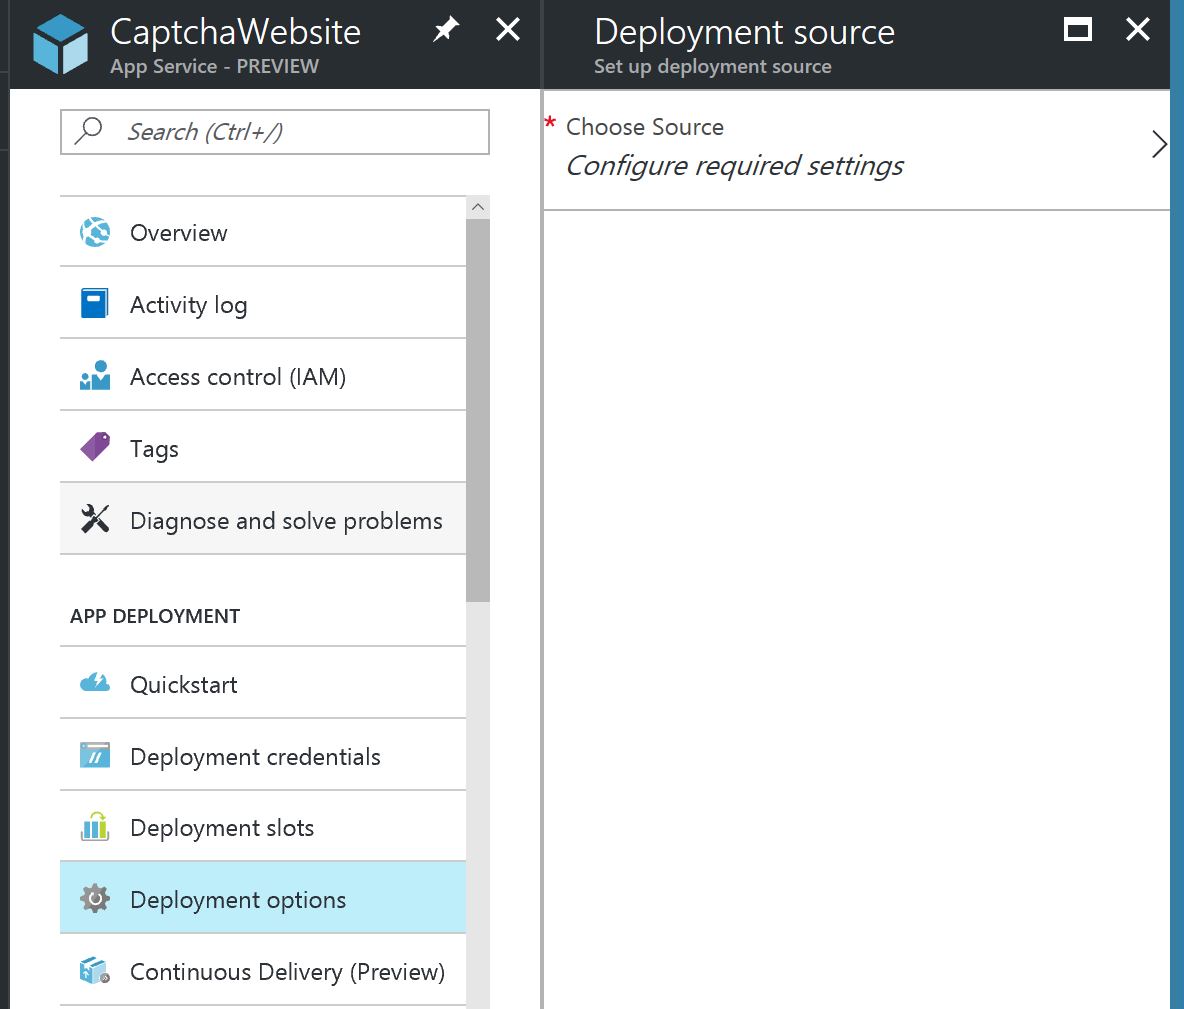 CaptchaWebsite
App Service - PREVIEW
Search (Ctrl+/)
Overview
Activity log
Access control (IAM)
Tags
Diagnose and solve problems
APP DEPLOYMENT
Quickstart
Deployment credentials
Deployment slots
Deployment options
Continuous Delivery (Preview)
Deployment source
Set up deployment source
* Choose Source
Configure required settings